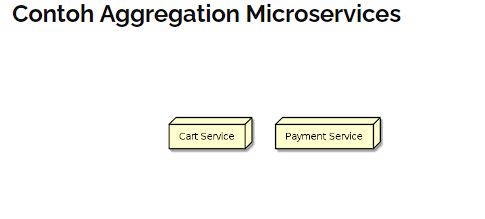 Contoh Aggregation Microservices
Cart Service
Payment Service